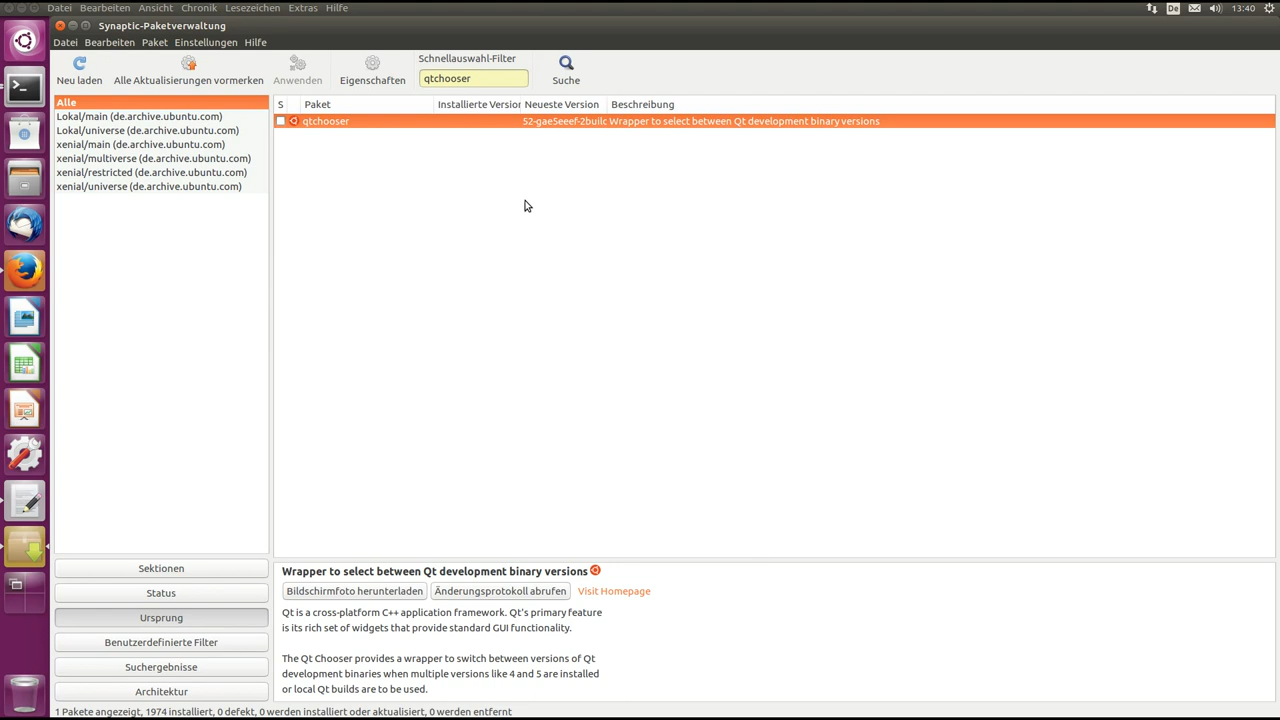 Datei Bearbeiten Ansicht Chronik Lesezeichen Extras Hilfe De 13:40
Synaptic-Paketverwaltung
Datei Bearbeiten Paket Einstellungen Hilfe
Schnellauswahl-Filter
Neu laden Alle Aktualisierungen vormerken Anwenden Eigenschaften qtchooser Suche
Alle
Lokal/main (de.archive.ubuntu.com)
Lokal/universe (de.archive.ubuntu.com)
xenial/main (de.archive.ubuntu.com)
xenial/multiverse (de.archive.ubuntu.com)
xenial/restricted (de.archive.ubuntu.com)
xenial/universe (de.archive.ubuntu.com)
S Paket Installierte Version Neueste Version Beschreibung
qtchooser 52-gae5eeef-2build Wrapper to select between Qt development binary versions
Sektionen
Status
Ursprung
Benutzerdefinierte Filter
Suchergebnisse
Architektur
Wrapper to select between Qt development binary versions
Bildschirmfoto herunterladen Änderungsprotokoll abrufen Visit Homepage
Qt is a cross-platform C++ application framework. Qt's primary feature
is its rich set of widgets that provide standard GUI functionality.
The Qt Chooser provides a wrapper to switch between versions of Qt
development binaries when multiple versions like 4 and 5 are installed
or local Qt builds are to be used.
1 Pakete angezeigt, 1974 installiert, 0 defekt, 0 werden installiert oder aktualisiert, 0 werden entfernt